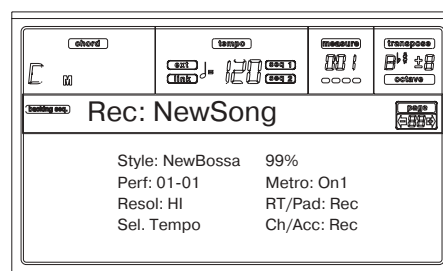 chord tempo measure transpose
ext link 120 seq 1 seq 2 001
M octave
backing seq. Rec: NewSong page
Style: NewBossa 99%
Perf: 01-01 Metro: On1
Resol: HI RT/Pad: Rec
Sel. Tempo Ch/Acc: Rec